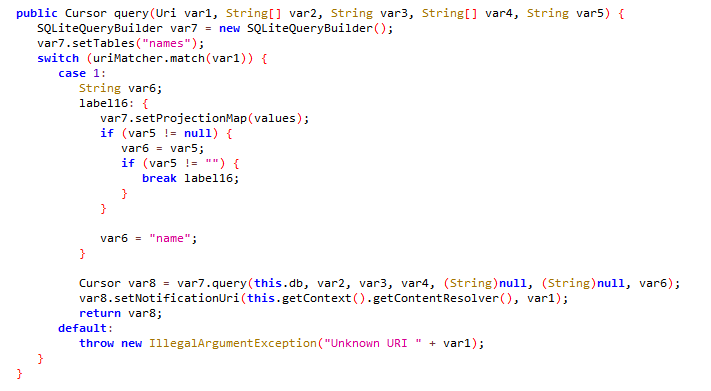 public Cursor query(Uri var1, String[] var2, String var3, String[] var4, String var5) {
SQLiteQueryBuilder var7 = new SQLiteQueryBuilder();
var7.setTables("names");
switch (uriMatcher.match(var1)) {
case 1:
String var6;
label16: {
var7.setProjectionMap(values);
if (var5 != null) {
var6 = var5;
if (var5 != "") {
break label16;
}
}
var6 = "name";
}
Cursor var8 = var7.query(this.db, var2, var3, var4, (String)null, (String)null, var6);
var8.setNotificationUri(this.getContext().getContentResolver(), var1);
return var8;
default:
throw new IllegalArgumentException("Unknown URI " + var1);
}
}